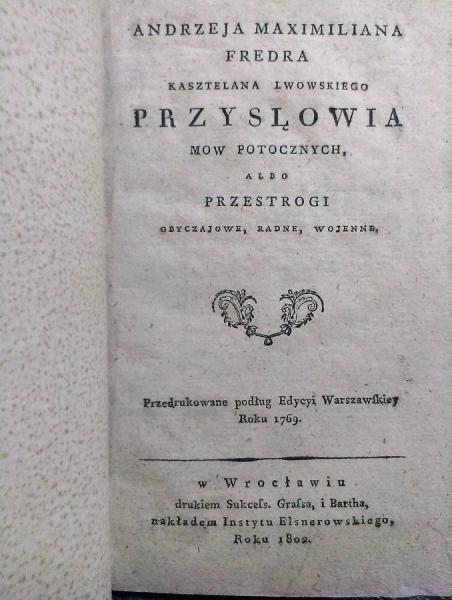 ANDRZEJA MAXIMILIANA
FREDRA
KASZTELANA LWOWSKIEGO
PRZYSŁOWIA
MOW POTOCZNYCH,
ALBO
PRZESTROGI
OBYCZAJOWE, RADNE, WOJENNE,
Przedrukowane podług Edycyi Warszawſkiey
Roku 1769.
w Wrocławiu
drukiem Sukceſs. Graſsa, i Bartha,
nakładem Instytu Elsnerowskiego,
Roku 1802.